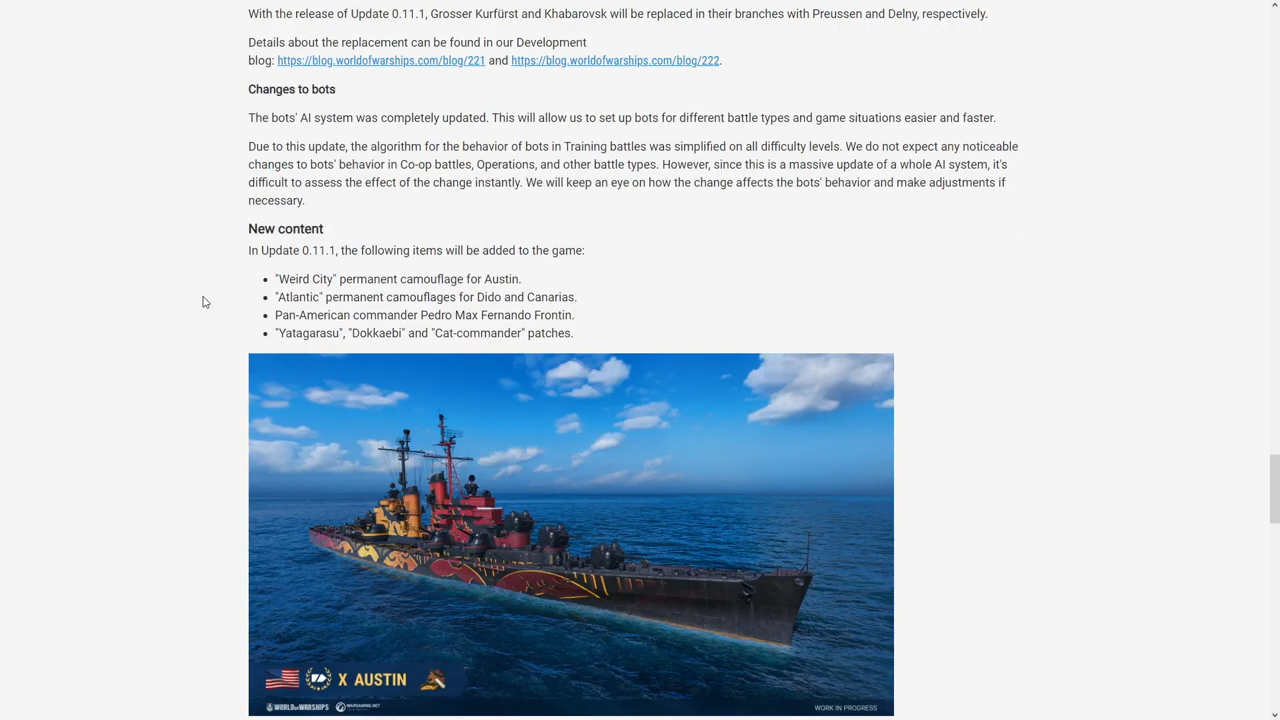 With the release of Update 0.11.1, Grosser Kurfürst and Khabarovsk will be replaced in their branches with Preussen and Delny, respectively.
Details about the replacement can be found in our Development
blog: https://blog.worldofwarships.com/blog/221 and https://blog.worldofwarships.com/blog/222.
Changes to bots
The bots' AI system was completely updated. This will allow us to set up bots for different battle types and game situations easier and faster.
Due to this update, the algorithm for the behavior of bots in Training battles was simplified on all difficulty levels. We do not expect any noticeable
changes to bots' behavior in Co-op battles, Operations, and other battle types. However, since this is a massive update of a whole AI system, it's
difficult to assess the effect of the change instantly. We will keep an eye on how the change affects the bots' behavior and make adjustments if
necessary.
New content
In Update 0.11.1, the following items will be added to the game:
"Weird City" permanent camouflage for Austin.
"Atlantic" permanent camouflages for Dido and Canarias.
Pan-American commander Pedro Max Fernando Frontin.
"Yatagarasu", "Dokkaebi" and "Cat-commander" patches.
X AUSTIN
WORLD OF WARSHIPS WARGAMING.NET WORK IN PROGRESS